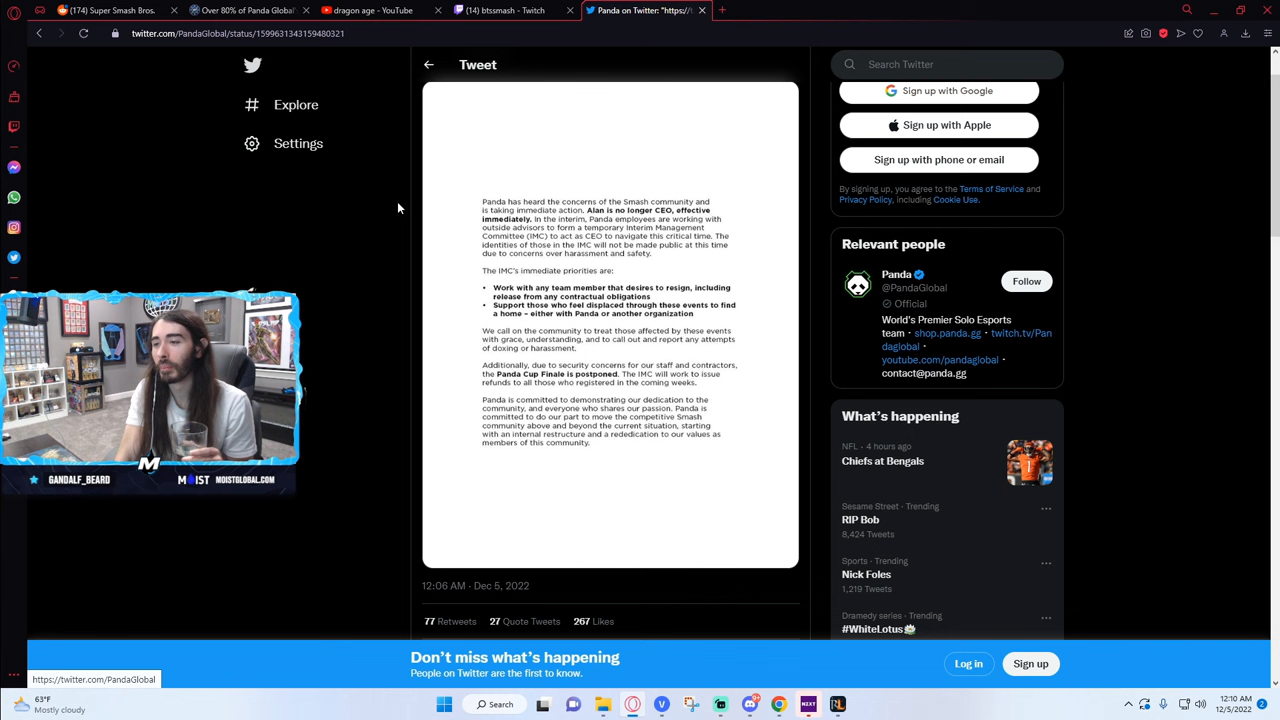 (174) Super Smash Bros.
Over 80% of Panda Global
dragon age - YouTube
btssmash - Twitch
Panda on Twitter: "https://t.c
twitter.com/PandaGlobal/status/1599631343159480321
Explore
Settings
Tweet
Panda has heard the concerns of the Smash community and
is taking immediate action. Alan is no longer CEO, effective
immediately. In the interim, Panda employees are working with
outside advisors to form a temporary Interim Management
Committee (IMC) to act as CEO to navigate this critical time. The
identities of those in the IMC will not be made public at this time
due to concerns over harassment and safety.
The IMC's immediate priorities are:
• Work with any team member that desires to resign, including
release from any contractual obligations
• Support those who feel displaced through these events to find
a home – either with Panda or another organization
We call on the community to treat those affected by these events
with grace, understanding, and to call out and report any attempts
of doxing or harassment.
Additionally, due to security concerns for our staff and contractors,
the Panda Cup Finale is postponed. The IMC will work to issue
refunds to all those who registered in the coming weeks.
Panda is committed to demonstrating our dedication to the
community, and everyone who shares our passion. Panda is
committed to do our part to move the competitive Smash
community above and beyond the current situation, starting
with an internal restructure and a rededication to our values as
members of this community.
12:06 AM · Dec 5, 2022
77 Retweets 27 Quote Tweets 267 Likes
Search Twitter
Sign up with Google
Sign up with Apple
Sign up with phone or email
By signing up, you agree to the Terms of Service and
Privacy Policy, including Cookie Use.
Relevant people
Panda
@PandaGlobal
Official
Follow
World's Premier Solo Esports
team · shop.panda.gg · twitch.tv/Pan
daglobal ·
youtube.com/pandaglobal ·
contact@panda.gg
What's happening
NFL · 4 hours ago
Chiefs at Bengals
Sesame Street · Trending
RIP Bob
8,424 Tweets
Sports · Trending
Nick Foles
1,219 Tweets
Dramedy series · Trending
#WhiteLotus
GANDALF_BEARD
M
MOIST MOISTGLOBAL.COM
Don't miss what's happening
People on Twitter are the first to know.
Log in
Sign up
https://twitter.com/PandaGlobal
63°F
Mostly cloudy
Search
NZXT
12:10 AM
12/5/2022
2